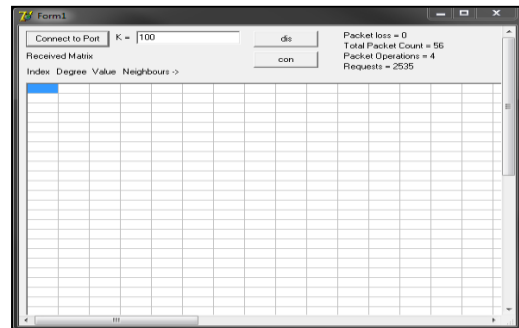 Form1
Connect to Port K = 100 dis Packet loss = 0
Total Packet Count = 56
Received Matrix con Packet Operations = 4
Requests = 2535
Index Degree Value Neighbours ->